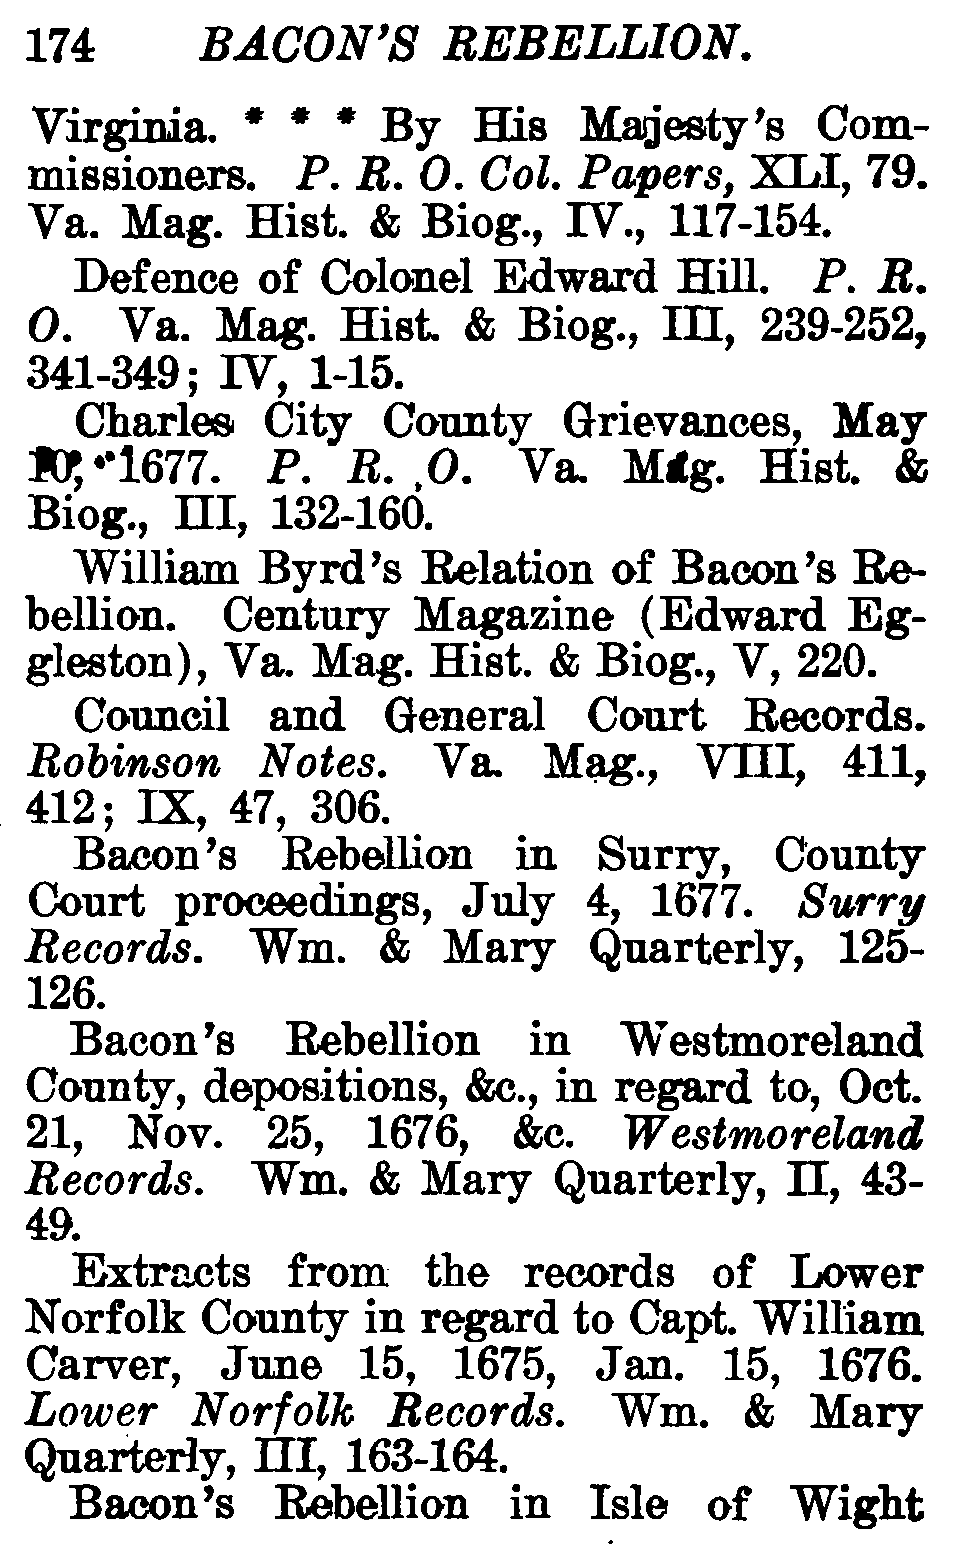 174 BACON'S REBELLION.
Virginia. * * * By His Majesty's Com-
missioners. P. R. O. Col. Papers, XLI, 79.
Va. Mag. Hist. & Biog., IV., 117-154.
Defence of Colonel Edward Hill. P. R.
O. Va. Mag. Hist. & Biog., III, 239-252,
341-349; IV, 1-15.
Charles City County Grievances, May
10, 1677. P. R. O. Va. Mag. Hist. &
Biog., III, 132-160.
William Byrd's Relation of Bacon's Re-
bellion. Century Magazine (Edward Eg-
gleston), Va. Mag. Hist. & Biog., V, 220.
Council and General Court Records.
Robinson Notes. Va. Mag., VIII, 411,
412; IX, 47, 306.
Bacon's Rebellion in Surry, County
Court proceedings, July 4, 1677. Surry
Records. Wm. & Mary Quarterly, 125-
126.
Bacon's Rebellion in Westmoreland
County, depositions, &c., in regard to, Oct.
21, Nov. 25, 1676, &c. Westmoreland
Records. Wm. & Mary Quarterly, II, 43-
49.
Extracts from the records of Lower
Norfolk County in regard to Capt. William
Carver, June 15, 1675, Jan. 15, 1676.
Lower Norfolk Records. Wm. & Mary
Quarterly, III, 163-164.
Bacon's Rebellion in Isle of Wight